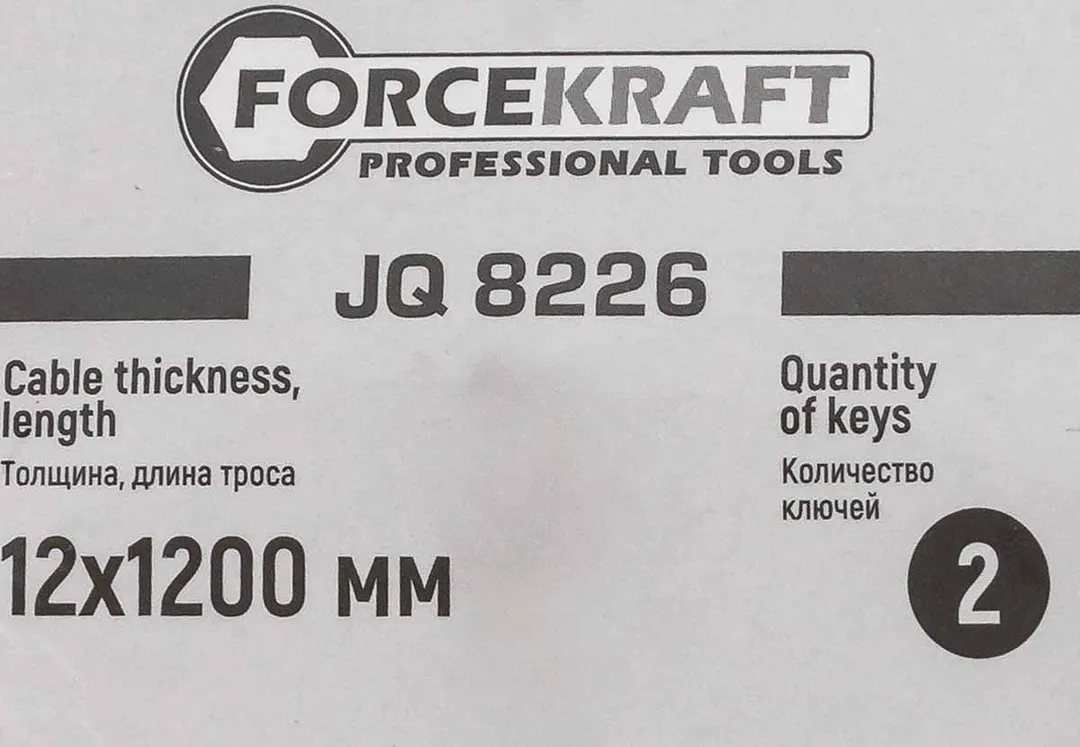 FORCEKRAFT
PROFESSIONAL TOOLS
JQ 8226
Cable thickness,
length
Толщина, длина троса
12x1200 мм
Quantity
of keys
Количество
ключей
2